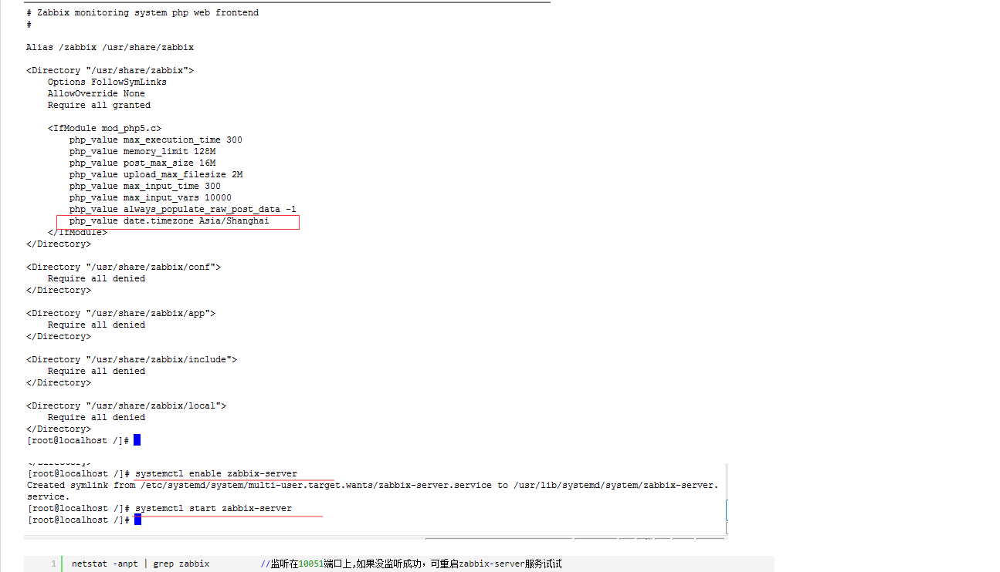 # Zabbix monitoring system php web frontend
#
Alias /zabbix /usr/share/zabbix
<Directory "/usr/share/zabbix">
Options FollowSymLinks
AllowOverride None
Require all granted
<IfModule mod_php5.c>
php_value max_execution_time 300
php_value memory_limit 128M
php_value post_max_size 16M
php_value upload_max_filesize 2M
php_value max_input_time 300
php_value max_input_vars 10000
php_value always_populate_raw_post_data -1
php_value date.timezone Asia/Shanghai
</IfModule>
</Directory>
<Directory "/usr/share/zabbix/conf">
Require all denied
</Directory>
<Directory "/usr/share/zabbix/app">
Require all denied
</Directory>
<Directory "/usr/share/zabbix/include">
Require all denied
</Directory>
<Directory "/usr/share/zabbix/local">
Require all denied
</Directory>
[root@localhost /]#
[root@localhost /]# systemctl enable zabbix-server
Created symlink from /etc/systemd/system/multi-user.target.wants/zabbix-server.service to /usr/lib/systemd/system/zabbix-server.
service.
[root@localhost /]# systemctl start zabbix-server
[root@localhost /]#
1 netstat -anpt | grep zabbix //监听在10051端口上,如果没监听成功，可重启zabbix-server服务试试